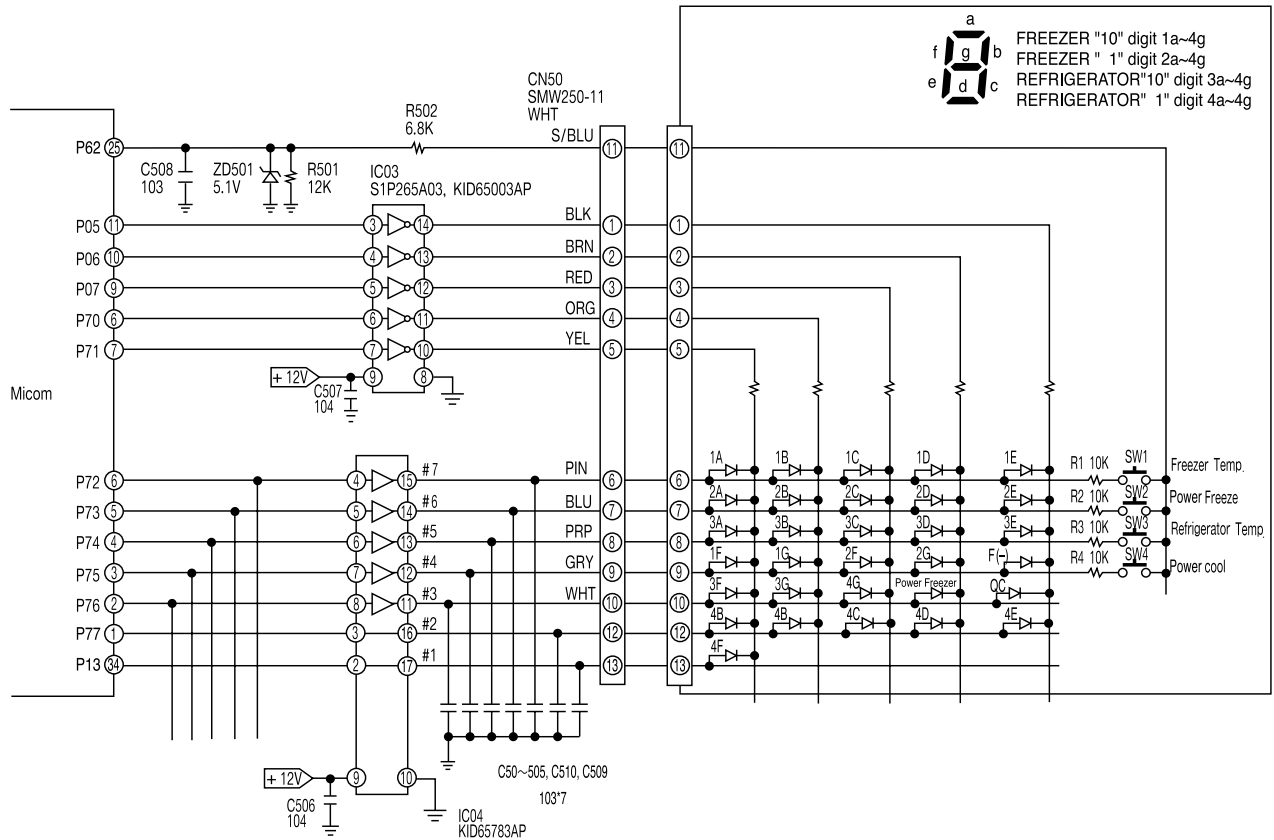 a
f g b
e d c
FREEZER "10" digit 1a~4g
FREEZER " 1" digit 2a~4g
REFRIGERATOR"10" digit 3a~4g
REFRIGERATOR" 1" digit 4a~4g
CN50
SMW250-11
WHT
R502
6.8K
S/BLU
P62 25 11 11
C508
103
ZD501
5.1V
R501
12K
IC03
S1P265A03, KID65003AP
P05 11 3 14 BLK 1 1
P06 10 4 13 BRN 2 2
P07 9 5 12 RED 3 3
P70 6 6 11 ORG 4 4
P71 7 7 10 YEL 5 5
+ 12V 9 8
C507
104
Micom
P72 6 4 15 #7 PIN 6 6 1A 1B 1C 1D 1E R1 10K SW1 Freezer Temp.
P73 5 5 14 #6 BLU 7 7 2A 2B 2C 2D 2E R2 10K SW2 Power Freeze
P74 4 6 13 #5 PRP 8 8 3A 3B 3C 3D 3E R3 10K SW3 Refrigerator Temp
P75 3 7 12 #4 GRY 9 9 1F 1G 2F 2G F(−) R4 10K SW4 Power cool
P76 2 8 11 #3 WHT 10 10 3F 3G 4G Power Freezer QC
P77 1 3 16 #2 12 12 4B 4B 4C 4D 4E
P13 34 2 17 #1 13 13 4F
+ 12V 9 10
C506
104
C50~505, C510, C509
103*7
IC04
KID65783AP